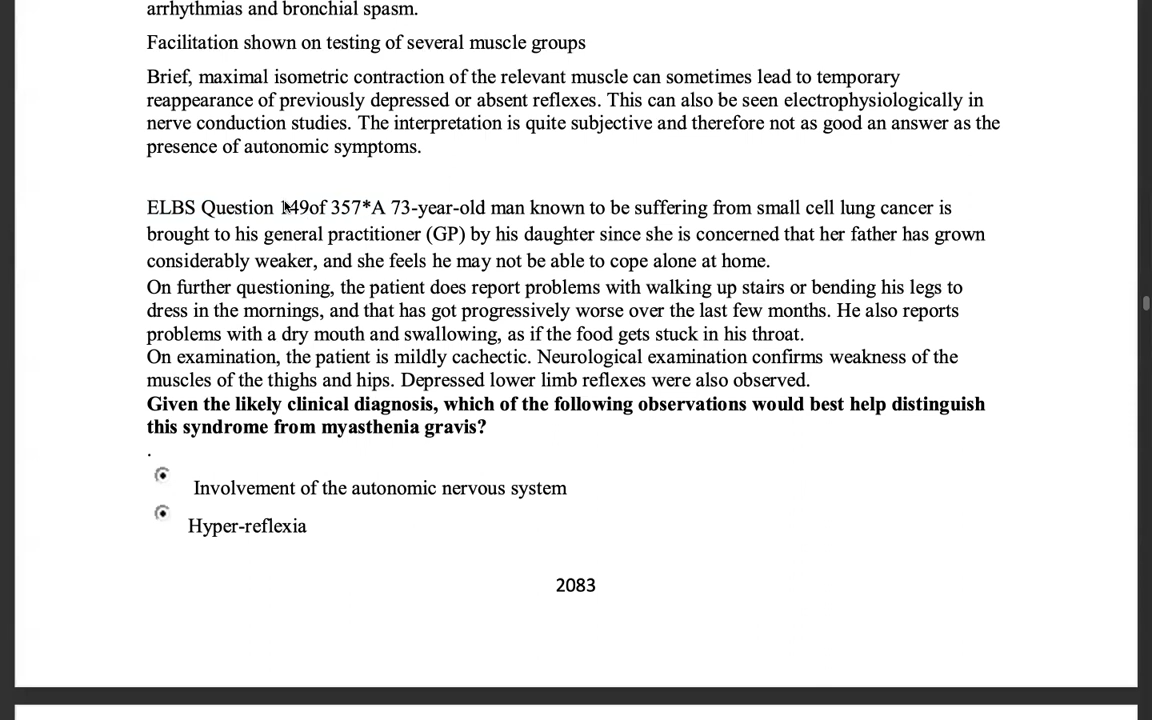 arrhythmias and bronchial spasm.
Facilitation shown on testing of several muscle groups
Brief, maximal isometric contraction of the relevant muscle can sometimes lead to temporary
reappearance of previously depressed or absent reflexes. This can also be seen electrophysiologically in
nerve conduction studies. The interpretation is quite subjective and therefore not as good an answer as the
presence of autonomic symptoms.
ELBS Question 149of 357*A 73-year-old man known to be suffering from small cell lung cancer is
brought to his general practitioner (GP) by his daughter since she is concerned that her father has grown
considerably weaker, and she feels he may not be able to cope alone at home.
On further questioning, the patient does report problems with walking up stairs or bending his legs to
dress in the mornings, and that has got progressively worse over the last few months. He also reports
problems with a dry mouth and swallowing, as if the food gets stuck in his throat.
On examination, the patient is mildly cachectic. Neurological examination confirms weakness of the
muscles of the thighs and hips. Depressed lower limb reflexes were also observed.
Given the likely clinical diagnosis, which of the following observations would best help distinguish
this syndrome from myasthenia gravis?
.
Involvement of the autonomic nervous system
Hyper-reflexia
2083